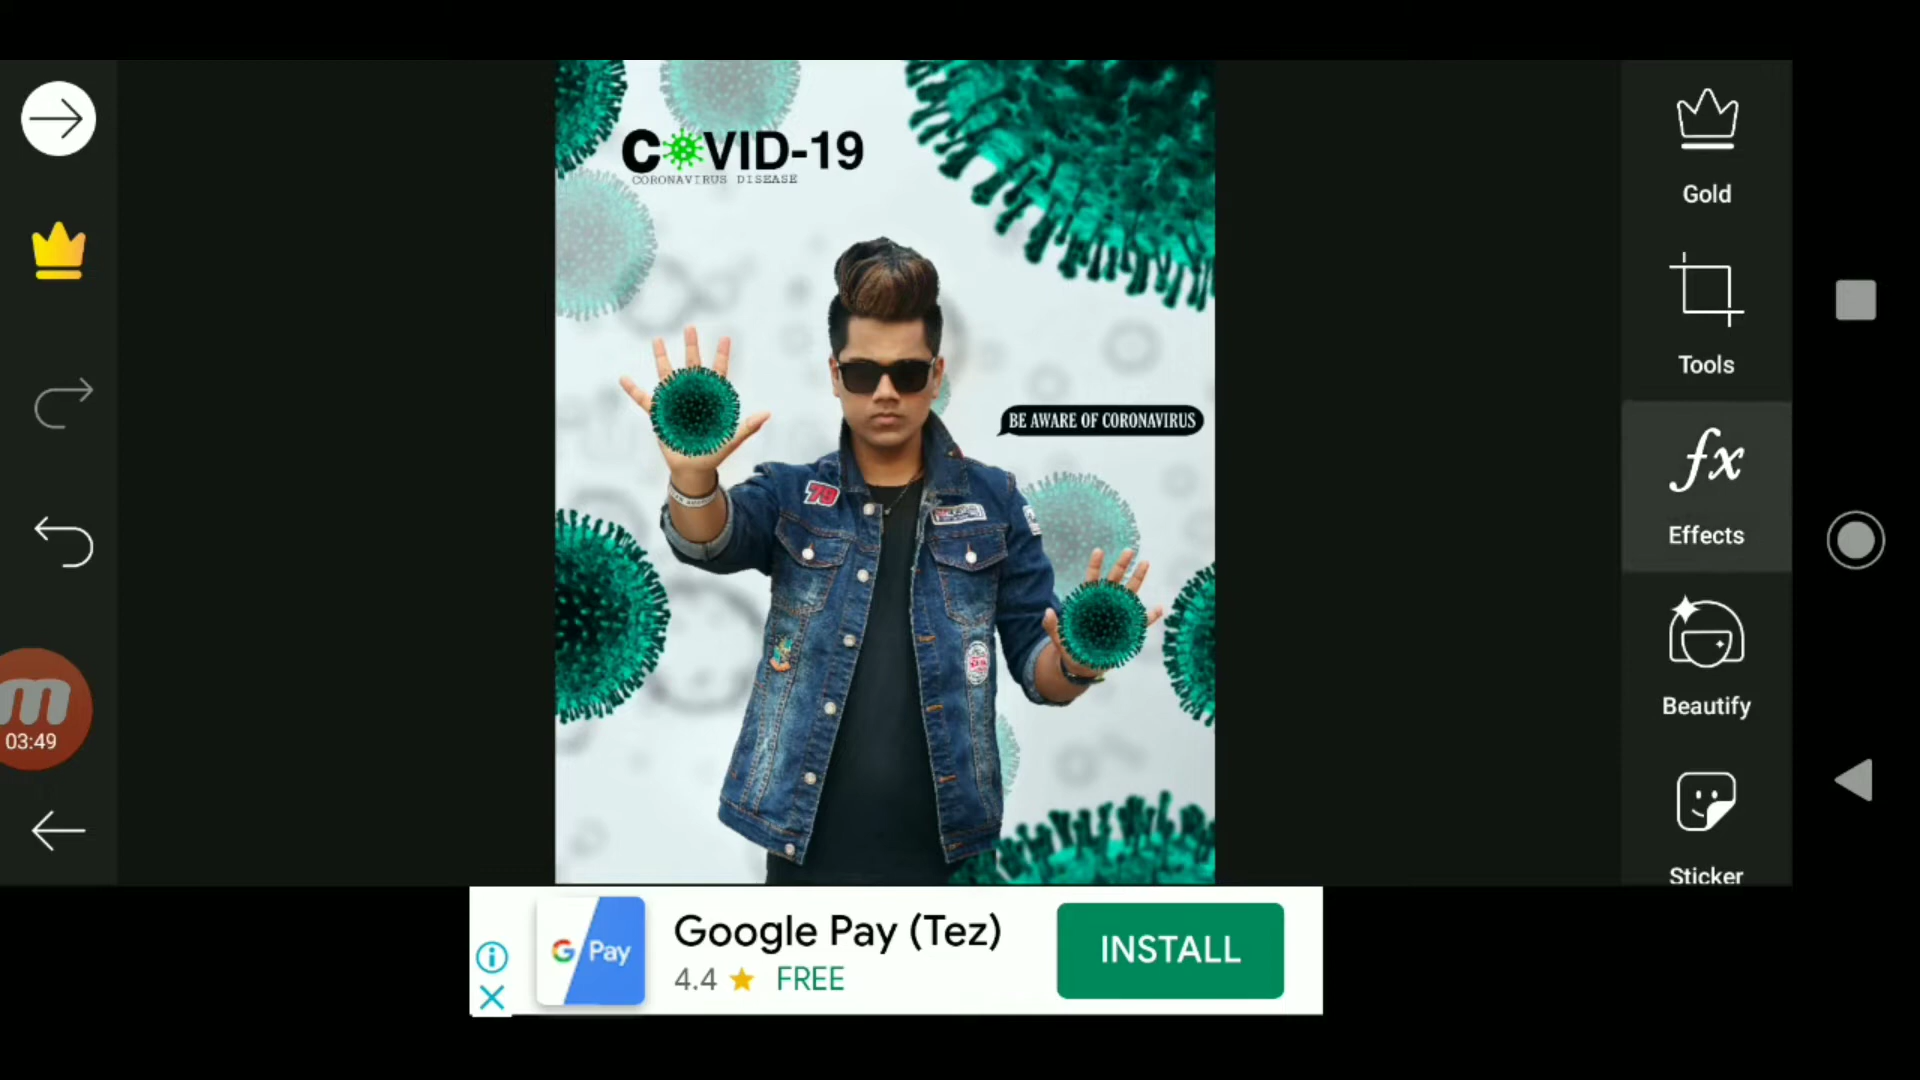 COVID-19
CORONAVIRUS DISEASE
BE AWARE OF CORONAVIRUS
79
Gold
Tools
fx
Effects
Beautify
Sticker
m
03:49
G Pay
Google Pay (Tez)
4.4 ★ FREE
INSTALL